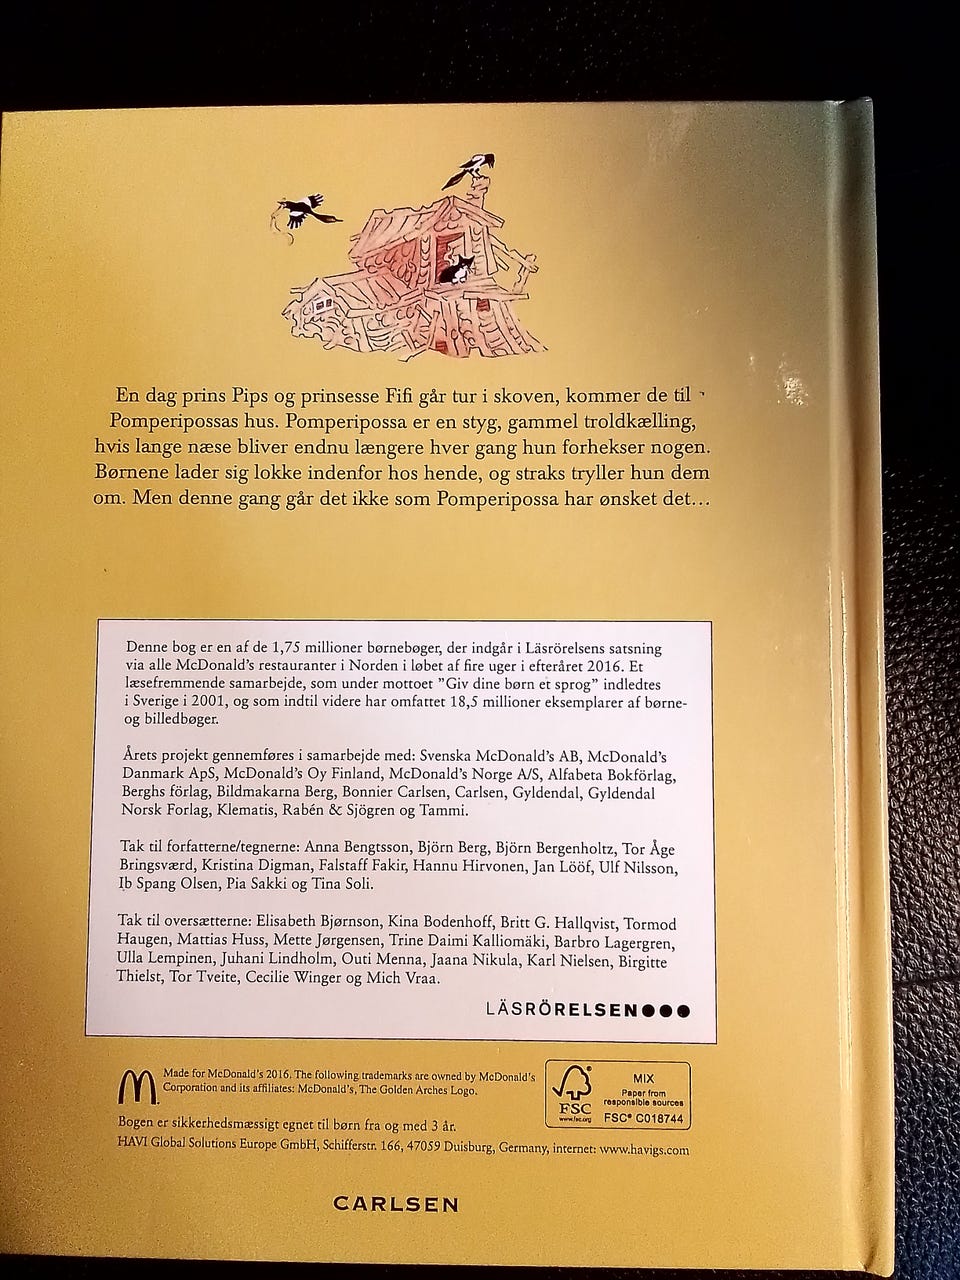 En dag prins Pips og prinsesse Fifi går tur i skoven, kommer de til
Pomperipossas hus. Pomperipossa er en styg, gammel troldkælling,
hvis lange næse bliver endnu længere hver gang hun forhekser nogen.
Børnene lader sig lokke indenfor hos hende, og straks tryller hun dem
om. Men denne gang går det ikke som Pomperipossa har ønsket det...
Denne bog er en af de 1,75 millioner børnebøger, der indgår i Läsrörelsens satsning
via alle McDonald's restauranter i Norden i løbet af fire uger i efteråret 2016. Et
læsefremmende samarbejde, som under mottoet "Giv dine børn et sprog" indledtes
i Sverige i 2001, og som indtil videre har omfattet 18,5 millioner eksemplarer af børne-
og billedbøger.
Årets projekt gennemføres i samarbejde med: Svenska McDonald's AB, McDonald's
Danmark ApS, McDonald's Oy Finland, McDonald's Norge A/S, Alfabeta Bokförlag,
Berghs förlag, Bildmakarna Berg, Bonnier Carlsen, Carlsen, Gyldendal, Gyldendal
Norsk Forlag, Klematis, Rabén & Sjögren og Tammi.
Tak til forfatterne/tegnerne: Anna Bengtsson, Björn Berg, Björn Bergenholtz, Tor Åge
Bringsværd, Kristina Digman, Falstaff Fakir, Hannu Hirvonen, Jan Lööf, Ulf Nilsson,
Ib Spang Olsen, Pia Sakki og Tina Soli.
Tak til oversætterne: Elisabeth Bjørnson, Kina Bodenhoff, Britt G. Hallqvist, Tormod
Haugen, Mattias Huss, Mette Jørgensen, Trine Daimi Kalliomäki, Barbro Lagergren,
Ulla Lempinen, Juhani Lindholm, Outi Menna, Jaana Nikula, Karl Nielsen, Birgitte
Thielst, Tor Tveite, Cecilie Winger og Mich Vraa.
LÄSRÖRELSEN●●●
Made for McDonald's 2016. The following trademarks are owned by McDonald's
Corporation and its affiliates: McDonald's, The Golden Arches Logo.
Bogen er sikkerhedsmæssigt egnet til børn fra og med 3 år.
HAVI Global Solutions Europe GmbH, Schifferstr. 166, 47059 Duisburg, Germany, internet: www.havigs.com
FSC
www.fsc.org
MIX
Paper from
responsible sources
FSC® C018744
CARLSEN